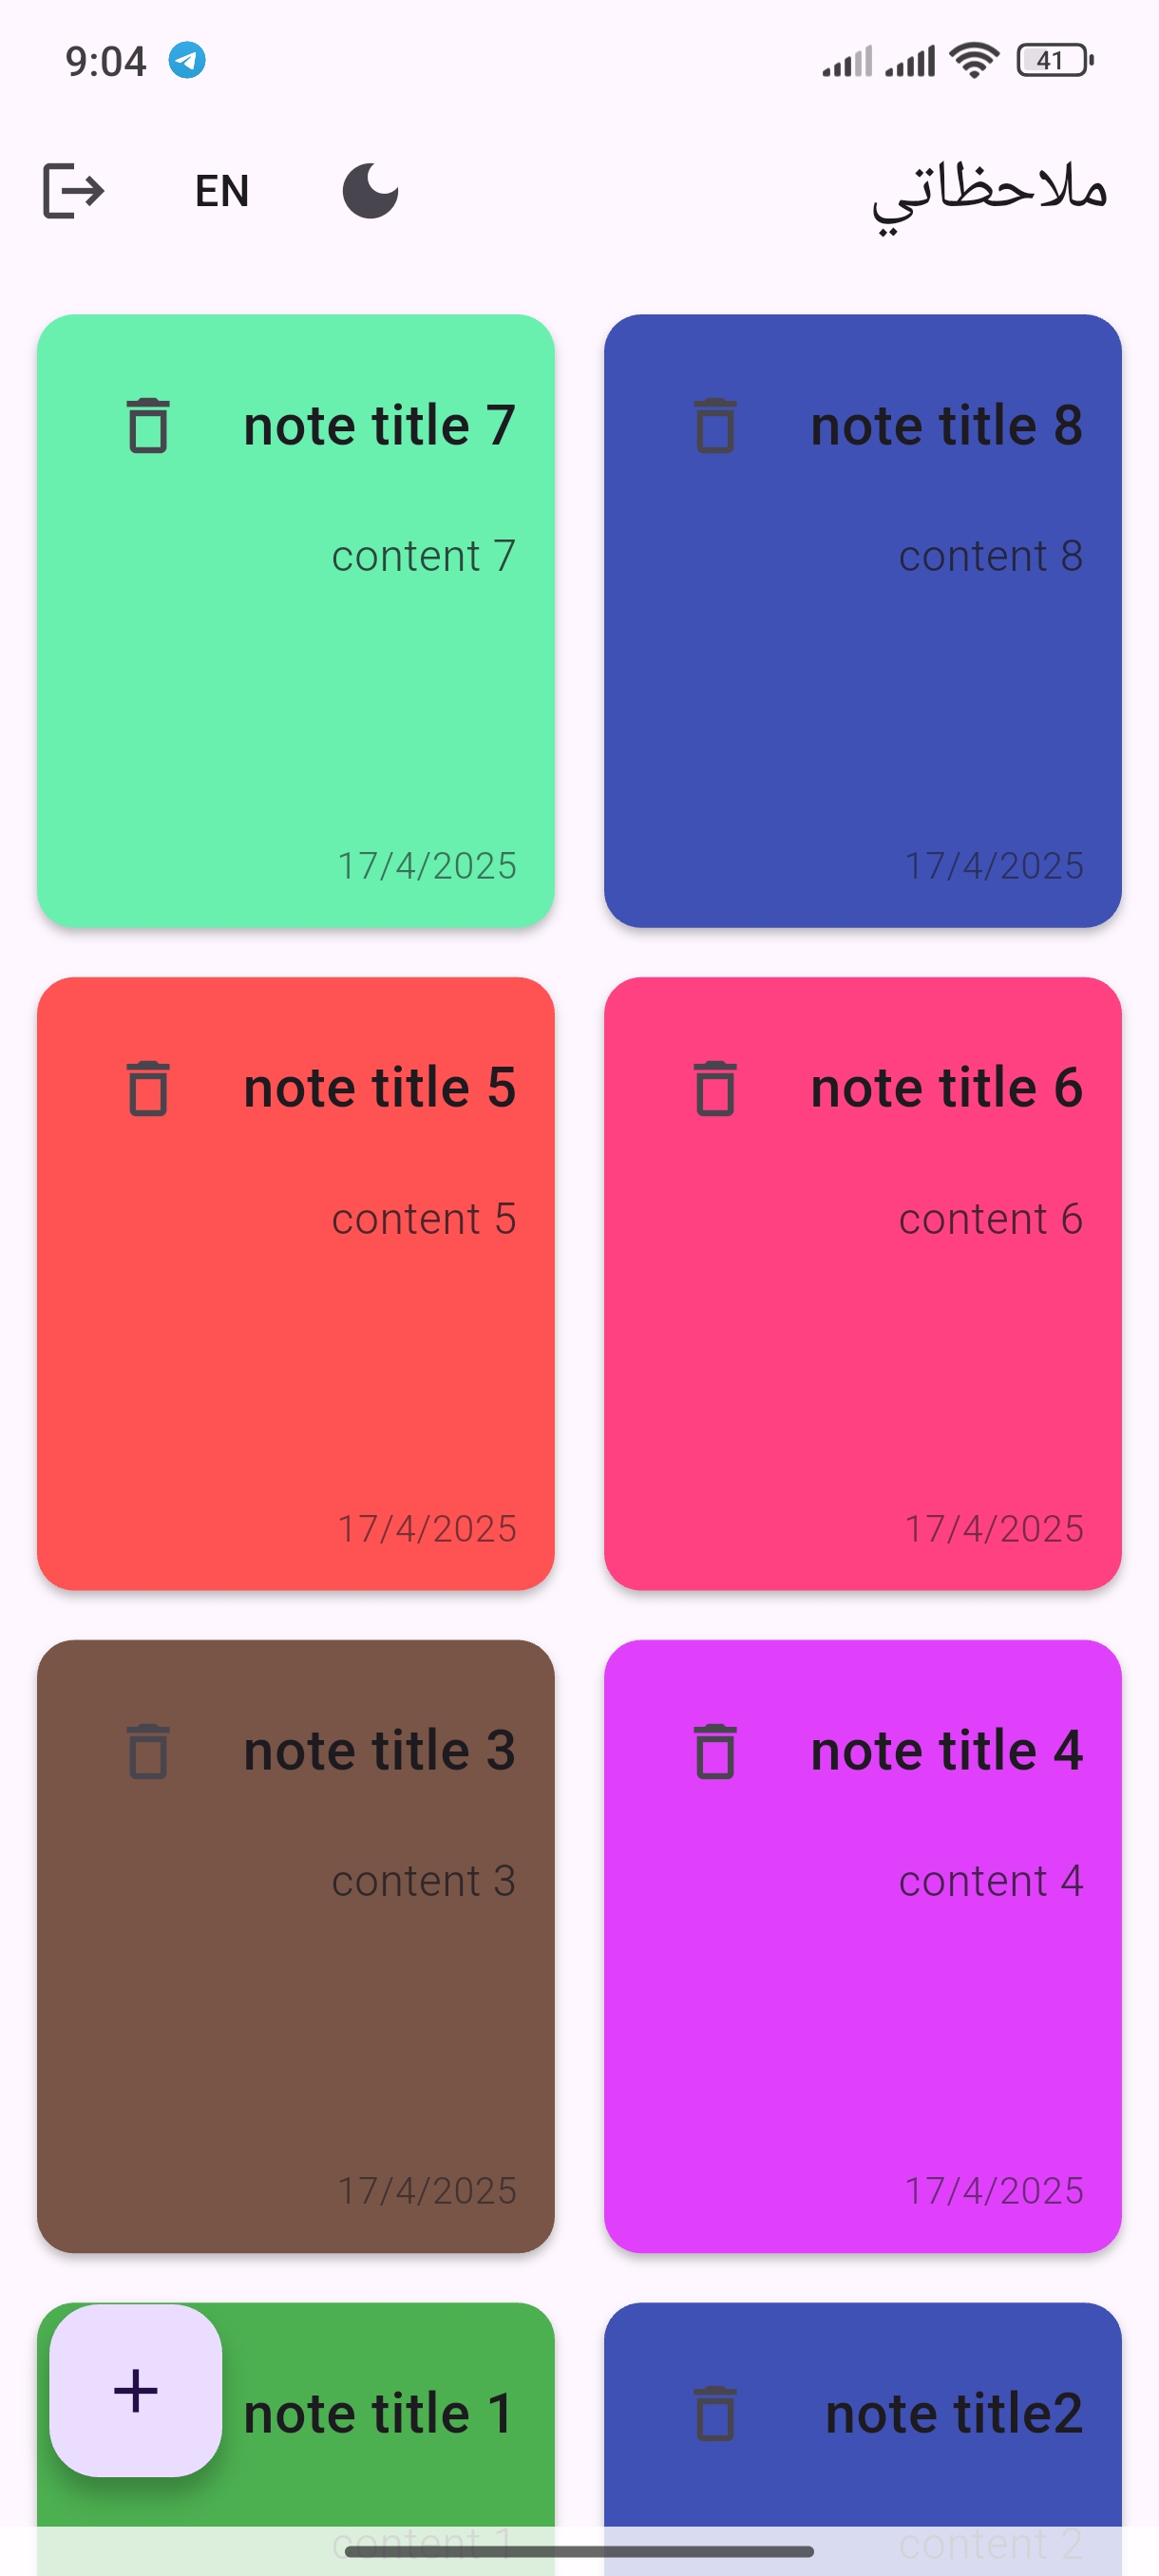 9:04
41
ملاحظاتي
EN
note title 8
content 8
17/4/2025
note title 7
content 7
17/4/2025
note title 6
content 6
17/4/2025
note title 5
content 5
17/4/2025
note title 4
content 4
17/4/2025
note title 3
content 3
17/4/2025
note title2
content 2
note title 1
content 1